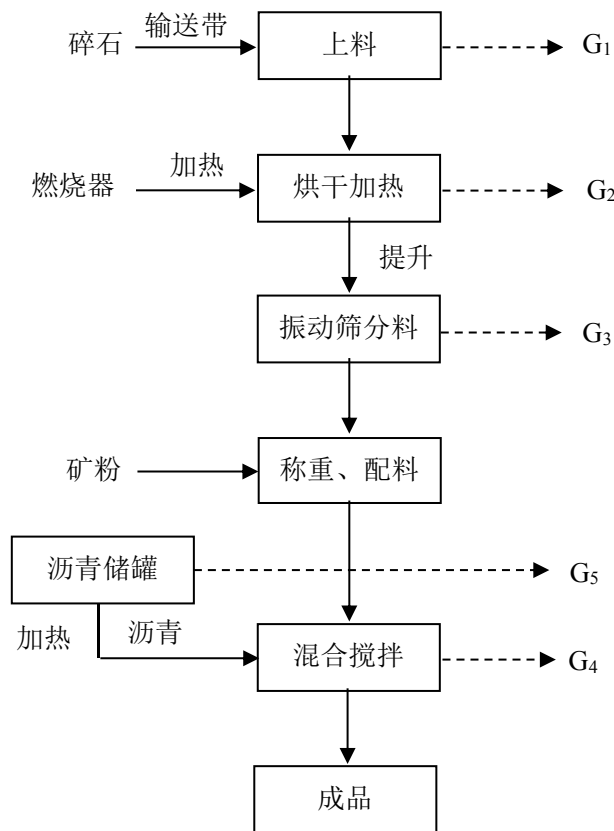 碎石
输送带
上料
G₁
燃烧器
加热
烘干加热
G₂
提升
振动筛分料
G₃
矿粉
称重、配料
沥青储罐
G₅
加热
沥青
混合搅拌
G₄
成品